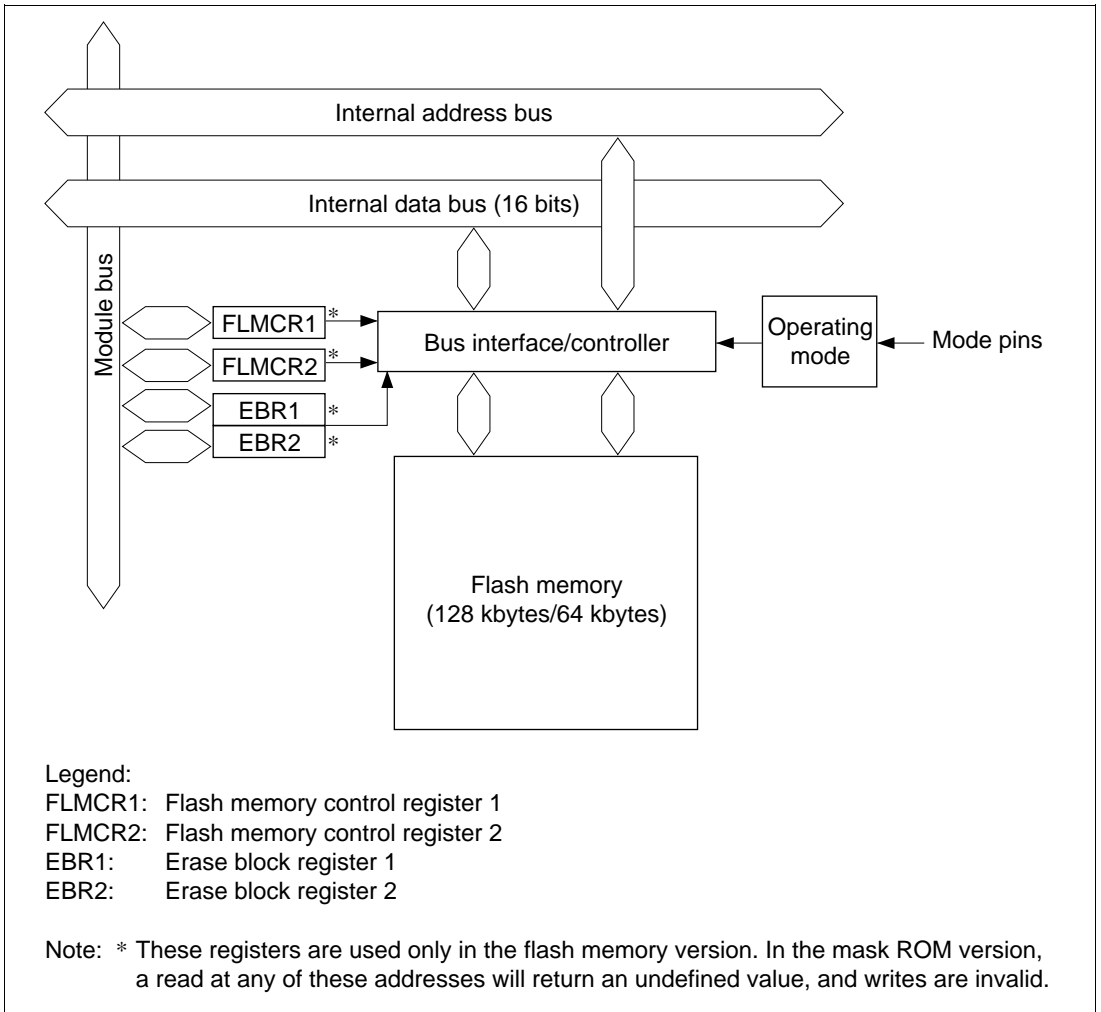 Internal address bus
Internal data bus (16 bits)
Module bus
FLMCR1 *
FLMCR2 *
EBR1 *
EBR2 *
Bus interface/controller
Operating
mode
Mode pins
Flash memory
(128 kbytes/64 kbytes)
Legend:
FLMCR1: Flash memory control register 1
FLMCR2: Flash memory control register 2
EBR1: Erase block register 1
EBR2: Erase block register 2
Note: * These registers are used only in the flash memory version. In the mask ROM version,
a read at any of these addresses will return an undefined value, and writes are invalid.